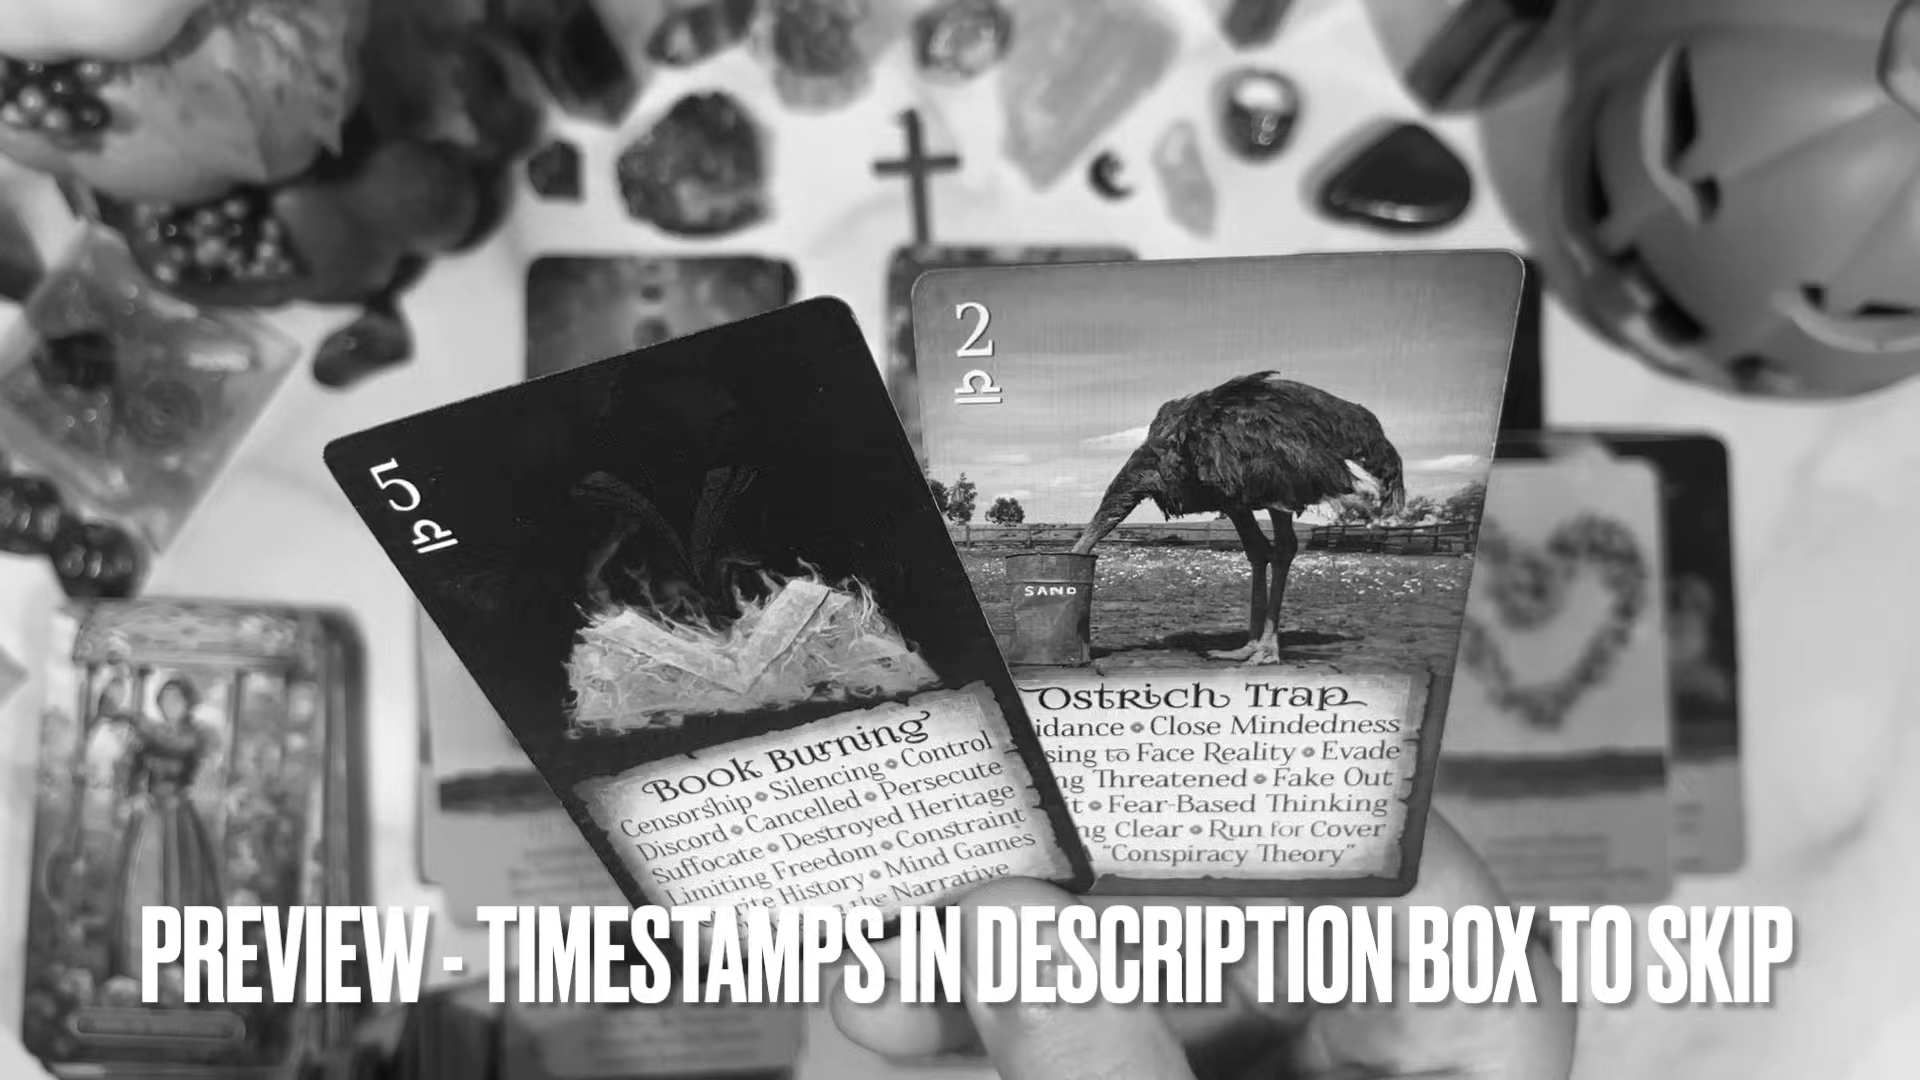 5
Book Burning
Censorship • Silencing • Control
Discord • Cancelled • Persecute
Suffocate • Destroyed Heritage
Limiting Freedom • Constraint
History • Mind Games
the Narrative
2
SAND
Ostrich Trap
Close Mindedness
to Face Reality • Evade
Threatened • Fake Out
• Fear-Based Thinking
Clear • Run for Cover
"Conspiracy Theory"
PREVIEW - TIMESTAMPS IN DESCRIPTION BOX TO SKIP